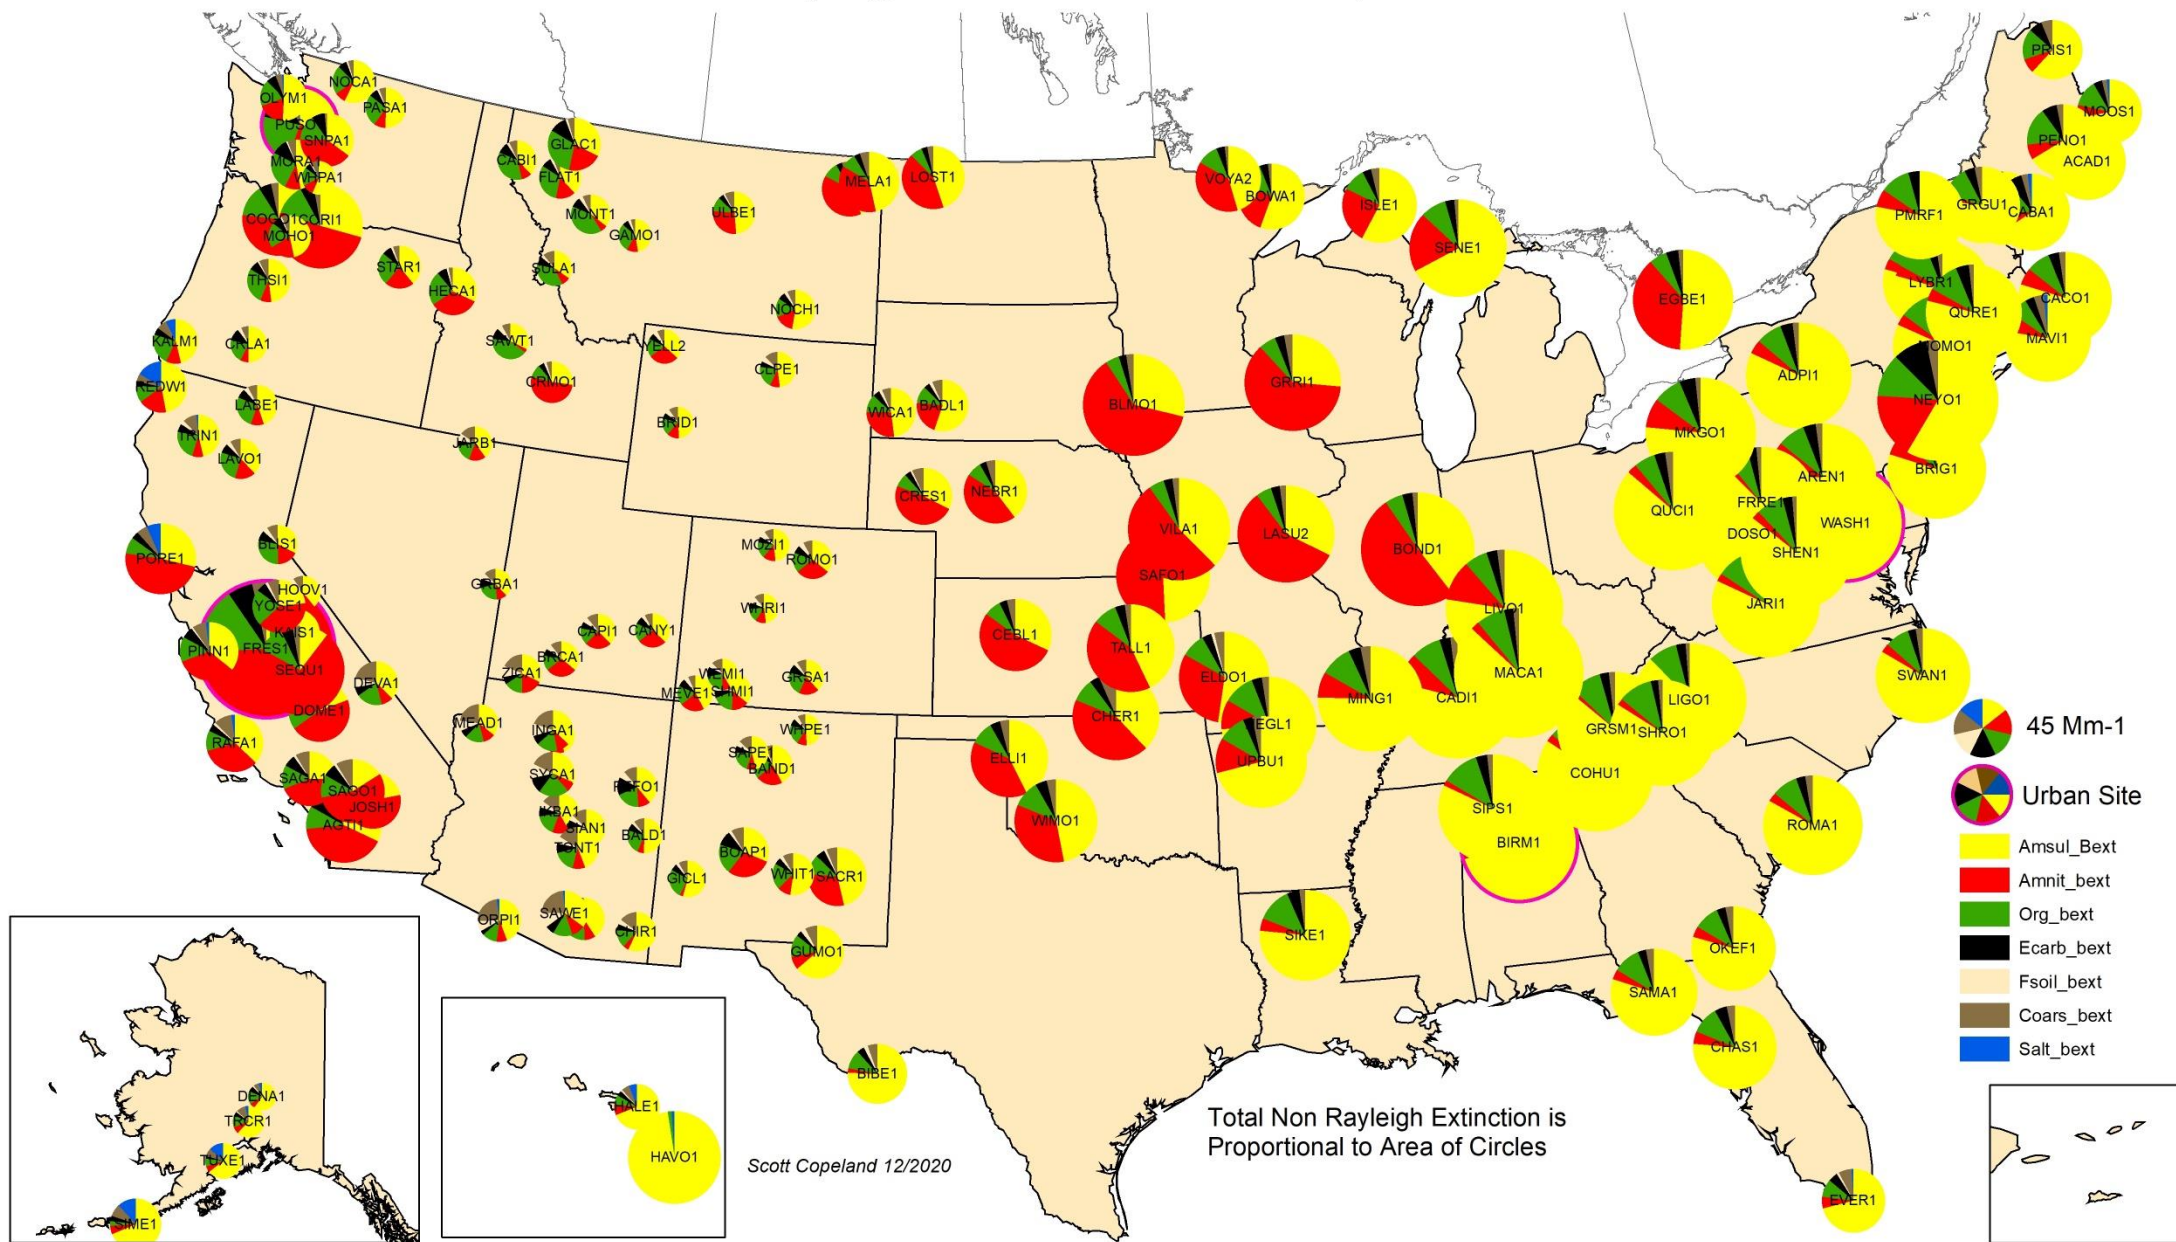 PRIS1
NOCA1
OLYM1
PASA1
MOOS1
PUSO
SNPA1
PENO1
GLAC1
ACAD1
MORA1
CABI1
WHPA1
FLAT1
MELA1
LOST1
VOYA2
BOWA1
ISLE1
GRGU1
CABA1
PMRF1
MONT1
ULBE1
COGO1
CORI1
MOHO1
GAMO1
SENE1
STAR1
SULA1
THSI1
HECA1
EGBE1
LYBR1
CACO1
QURE1
NOCH1
KALM1
CRLA1
SAWT1
YELL2
MOMO1
MAVI1
CLPE1
CRMO1
ADPI1
GRRI1
REDW1
LABE1
BLMO1
NEYO1
WICA1
BADL1
BRID1
TRIN1
JARB1
MKGO1
LAVO1
BRIG1
AREN1
CRES1
NEBR1
FRRE1
QUCI1
VILA1
LASU2
WASH1
DOSO1
SHEN1
BLIS1
MOZI1
ROMO1
BOND1
PORE1
SAFO1
GRBA1
HOOV1
YOSE1
WHRI1
LIVO1
JARI1
KAIS1
CAPI1
CANY1
CEBL1
FRES1
PINN1
TALL1
BRCA1
SEQU1
ZICA1
WEMI1
MEVE1
SHMI1
GRSA1
ELDO1
MACA1
SWAN1
DEVA1
MING1
CADI1
LIGO1
DOME1
CHER1
MEAD1
INGA1
WHPE1
HEGL1
GRSM1
SHRO1
45 Mm-1
RAFA1
SAPE1
BAND1
ELLI1
UPBU1
COHU1
SAGA1
SYCA1
PEFO1
SAGO1
Urban Site
JOSH1
IKBA1
SIPS1
AGTI1
SIAN1
BALD1
WIMO1
ROMA1
BIRM1
Amsul_Bext
TONT1
BOAP1
GICL1
WHIT1
SACR1
Amnit_bext
ORPI1
SAWE1
CHIR1
Org_bext
SIKE1
GUMO1
OKEF1
Ecarb_bext
Fsoil_bext
SAMA1
Coars_bext
CHAS1
Salt_bext
BIBE1
DENA1
HALE1
TRCR1
Total Non Rayleigh Extinction is
Proportional to Area of Circles
HAVO1
TUXE1
Scott Copeland 12/2020
EVER1
SIME1